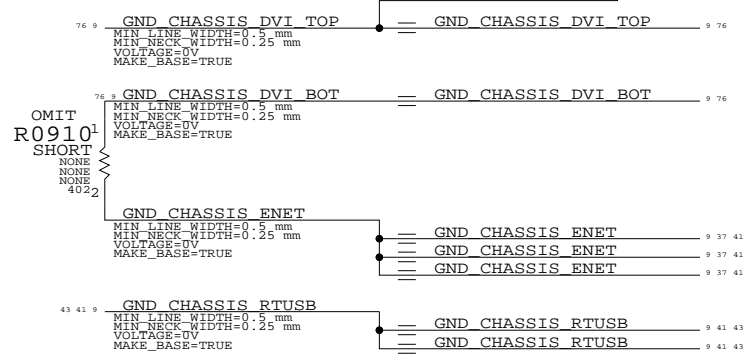 76 9 GND_CHASSIS_DVI_TOP = GND_CHASSIS_DVI_TOP 9 76
MIN_LINE_WIDTH=0.5 mm
MIN_NECK_WIDTH=0.25 mm
VOLTAGE=0V
MAKE_BASE=TRUE
76 9 GND_CHASSIS_DVI_BOT = GND_CHASSIS_DVI_BOT 9 76
MIN_LINE_WIDTH=0.5 mm
MIN_NECK_WIDTH=0.25 mm
VOLTAGE=0V
MAKE_BASE=TRUE
OMIT
R0910 1
SHORT
NONE
NONE
NONE
402 2
GND_CHASSIS_ENET
MIN_LINE_WIDTH=0.5 mm
MIN_NECK_WIDTH=0.25 mm
VOLTAGE=0V
MAKE_BASE=TRUE
= GND_CHASSIS_ENET 9 37 41
= GND_CHASSIS_ENET 9 37 41
= GND_CHASSIS_ENET 9 37 41
43 41 9 GND_CHASSIS_RTUSB
MIN_LINE_WIDTH=0.5 mm
MIN_NECK_WIDTH=0.25 mm
VOLTAGE=0V
MAKE_BASE=TRUE
= GND_CHASSIS_RTUSB 9 41 43
= GND_CHASSIS_RTUSB 9 41 43